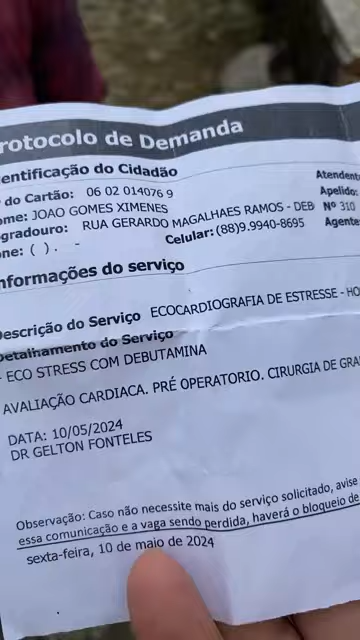 rotocolo de Demanda
entificação do Cidadão
Atendent
do Cartão: 06 02 014076 9
Apelido:
ome: JOAO GOMES XIMENES
Nº 310
ogradouro: RUA GERARDO MAGALHAES RAMOS - DEB
Agente
one: ( ) . - Celular: (88)9.9940-8695
nformações do serviço
Descrição do Serviço ECOCARDIOGRAFIA DE ESTRESSE - HO
Detalhamento do Serviço
- ECO STRESS COM DEBUTAMINA
AVALIAÇÃO CARDIACA. PRÉ OPERATORIO. CIRURGIA DE GRA
DATA: 10/05/2024
DR GELTON FONTELES
Observação: Caso não necessite mais do serviço solicitado, avise
essa comunicação e a vaga sendo perdida, haverá o bloqueio de
sexta-feira, 10 de maio de 2024